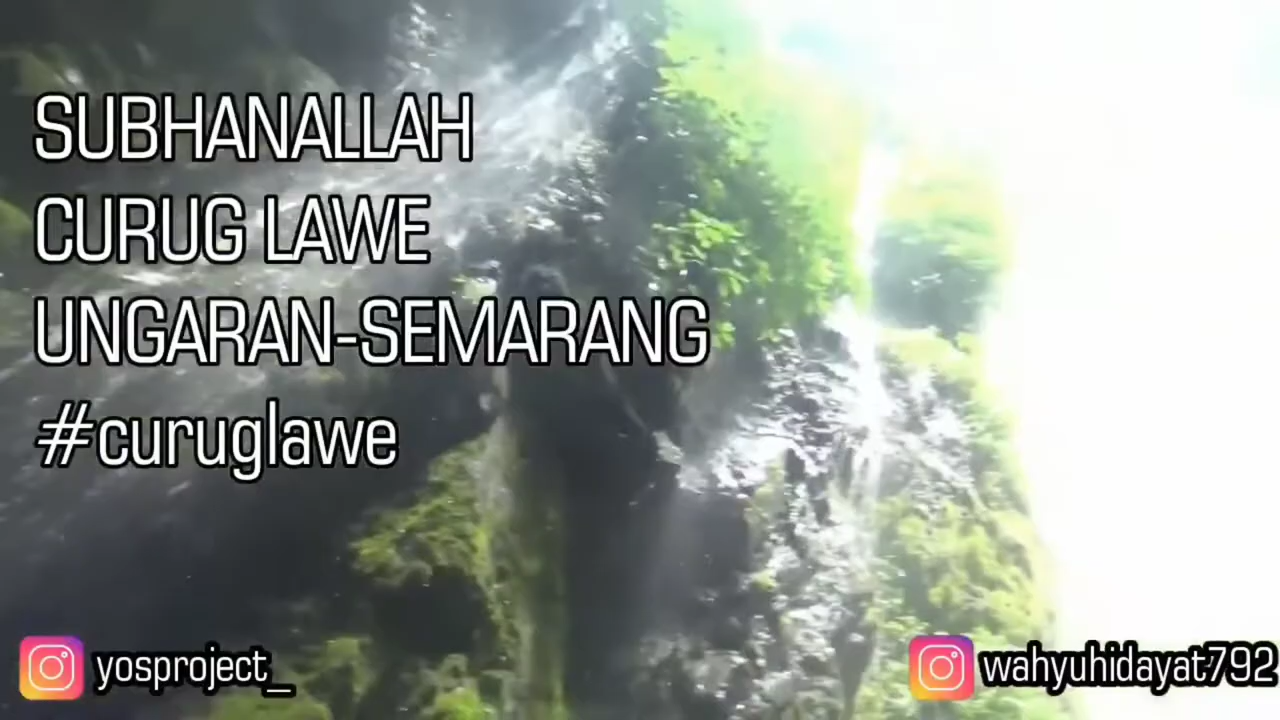 SUBHANALLAH
CURUG LAWE
UNGARAN-SEMARANG
#curuglawe
yosproject_
wahyuhidayat792